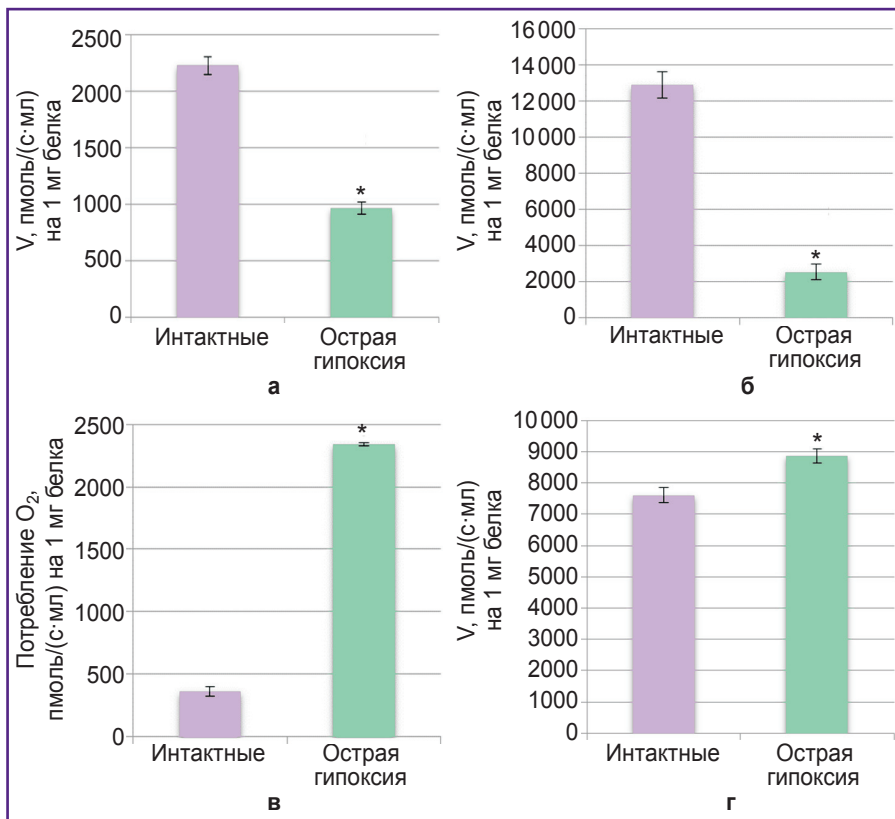 V, пмоль/(с·мл)
на 1 мг белка
2500
2000
1500
1000
500
0
*
Интактные
Острая
гипоксия
а
V, пмоль/(с·мл)
на 1 мг белка
16 000
14 000
12 000
10 000
8000
6000
4000
2000
0
*
Интактные
Острая
гипоксия
б
Потребление O₂,
пмоль/(с·мл) на 1 мг белка
2500
2000
1500
1000
500
0
*
Интактные
Острая
гипоксия
в
V, пмоль/(с·мл)
на 1 мг белка
10 000
9000
8000
7000
6000
5000
4000
3000
2000
1000
0
*
Интактные
Острая
гипоксия
г